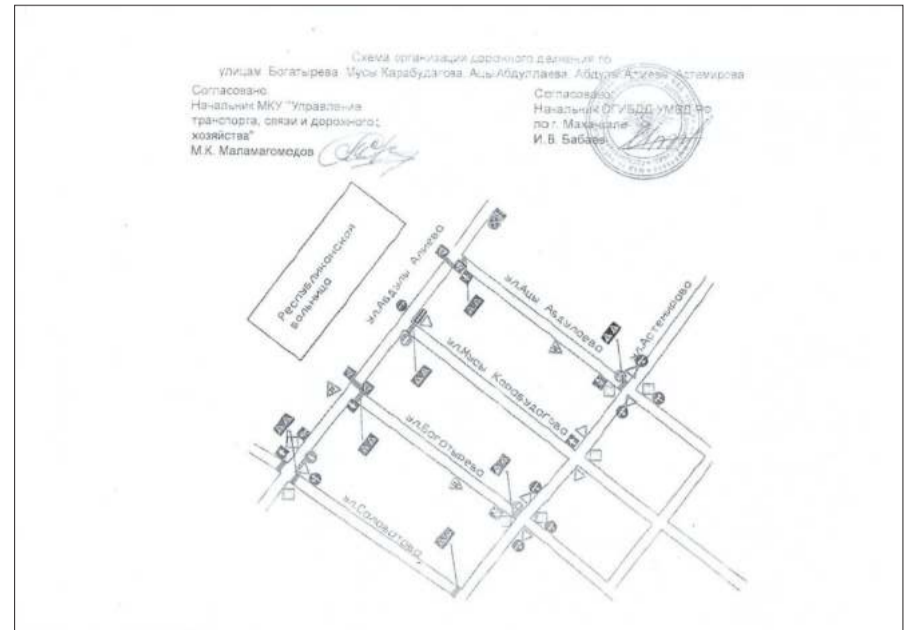 Схема организации дорожного движения по
улицам: Богатырева, Мусы Карабудагова, Ацы Абдуллаева, Абдулы Алиева, Астемирова
Согласовано
Начальник МКУ "Управление
транспорта, связи и дорожного
хозяйства"
М.К. Маламагомедов
Согласовано:
Начальник ОГИБДД УМВД РФ
по г. Махачкале
И.В. Бабаев
Республиканская
больница
ул.Абдулы Алиева
ул.Ацы Абдулаева
ул.Астемирова
ул.Мусы Карабудагова
ул.Богатырева
ул.Салаватова